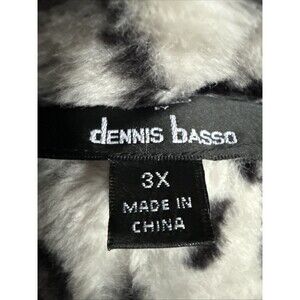 dennis basso
3X
MADE IN
CHINA